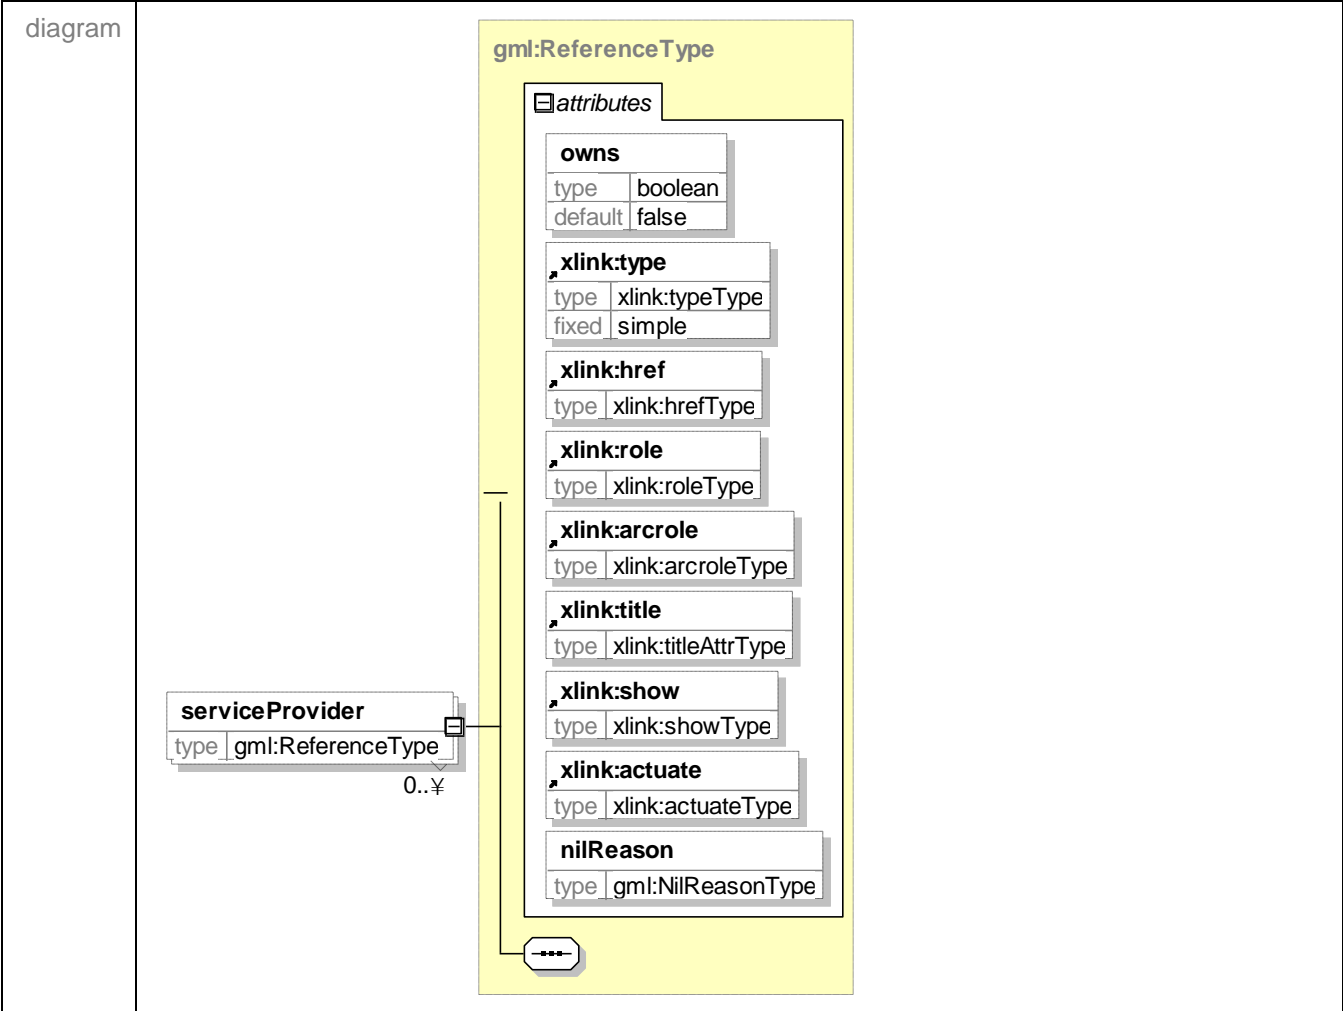 diagram
gml:ReferenceType
attributes
owns
type boolean
default false
xlink:type
type xlink:typeType
fixed simple
xlink:href
type xlink:hrefType
xlink:role
type xlink:roleType
xlink:arcrole
type xlink:arcroleType
xlink:title
type xlink:titleAttrType
xlink:show
type xlink:showType
xlink:actuate
type xlink:actuateType
nilReason
type gml:NilReasonType
serviceProvider
type gml:ReferenceType
0..¥